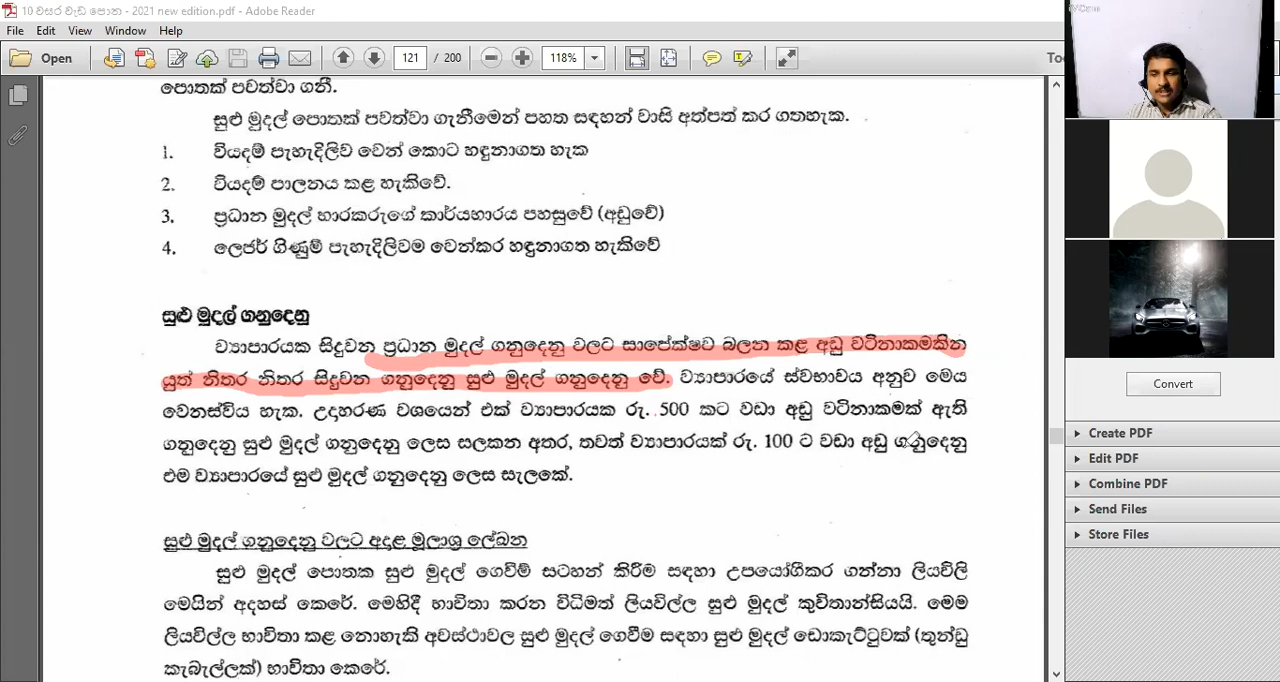 10 වසර වැඩ පොත - 2021 new edition.pdf - Adobe Reader
File Edit View Window Help
Open 121 / 200 118%
පොතක් පවත්වා ගනී.
සුළු මුදල් පොතක් පවත්වා ගැනීමෙන් පහත සඳහන් වාසි අත්පත් කර ගතහැක.
1. වියදම් පැහැදිලිව වෙන් කොට හඳුනාගත හැක
2. වියදම් පාලනය කළ හැකිවේ.
3. ප්‍රධාන මුදල් භාරකරුගේ කාර්යභාරය පහසුවේ (අඩුවේ)
4. ලෙජර් ගිණුම් පැහැදිලිවම වෙන්කර හඳුනාගත හැකිවේ
සුළු මුදල් ගනුදෙනු
ව්‍යාපාරයක සිදුවන ප්‍රධාන මුදල් ගනුදෙනු වලට සාපේක්ෂව බලන කළ අඩු වටිනාකමකින
යුත් නිතර නිතර සිදුවන ගනුදෙනු සුළු මුදල් ගනුදෙනු වේ. ව්‍යාපාරයේ ස්වභාවය අනුව මෙය
වෙනස්විය හැක. උදාහරණ වශයෙන් එක් ව්‍යාපාරයක රු. 500 කට වඩා අඩු වටිනාකමක් ඇති
ගනුදෙනු සුළු මුදල් ගනුදෙනු ලෙස සලකන අතර, තවත් ව්‍යාපාරයක් රු. 100 ට වඩා අඩු ගනුදෙනු
එම ව්‍යාපාරයේ සුළු මුදල් ගනුදෙනු ලෙස සැලකේ.
සුළු මුදල් ගනුදෙනු වලට අදාළ මූලාශ්‍ර ලේඛන
සුළු මුදල් පොතක සුළු මුදල් ගෙවීම් සටහන් කිරීම සඳහා උපයෝගීකර ගන්නා ලියවිලි
මෙයින් අදහස් කෙරේ. මෙහිදී භාවිතා කරන විධිමත් ලියවිල්ල සුළු මුදල් කුවිතාන්සියයි. මෙම
ලියවිල්ල භාවිතා කළ නොහැකි අවස්ථාවල සුළු මුදල් ගෙවීම සඳහා සුළු මුදල් ඩොකැට්ටුවක් (තුන්ඩු
කැබැල්ලක්) භාවිතා කෙරේ.
Convert
Create PDF
Edit PDF
Combine PDF
Send Files
Store Files